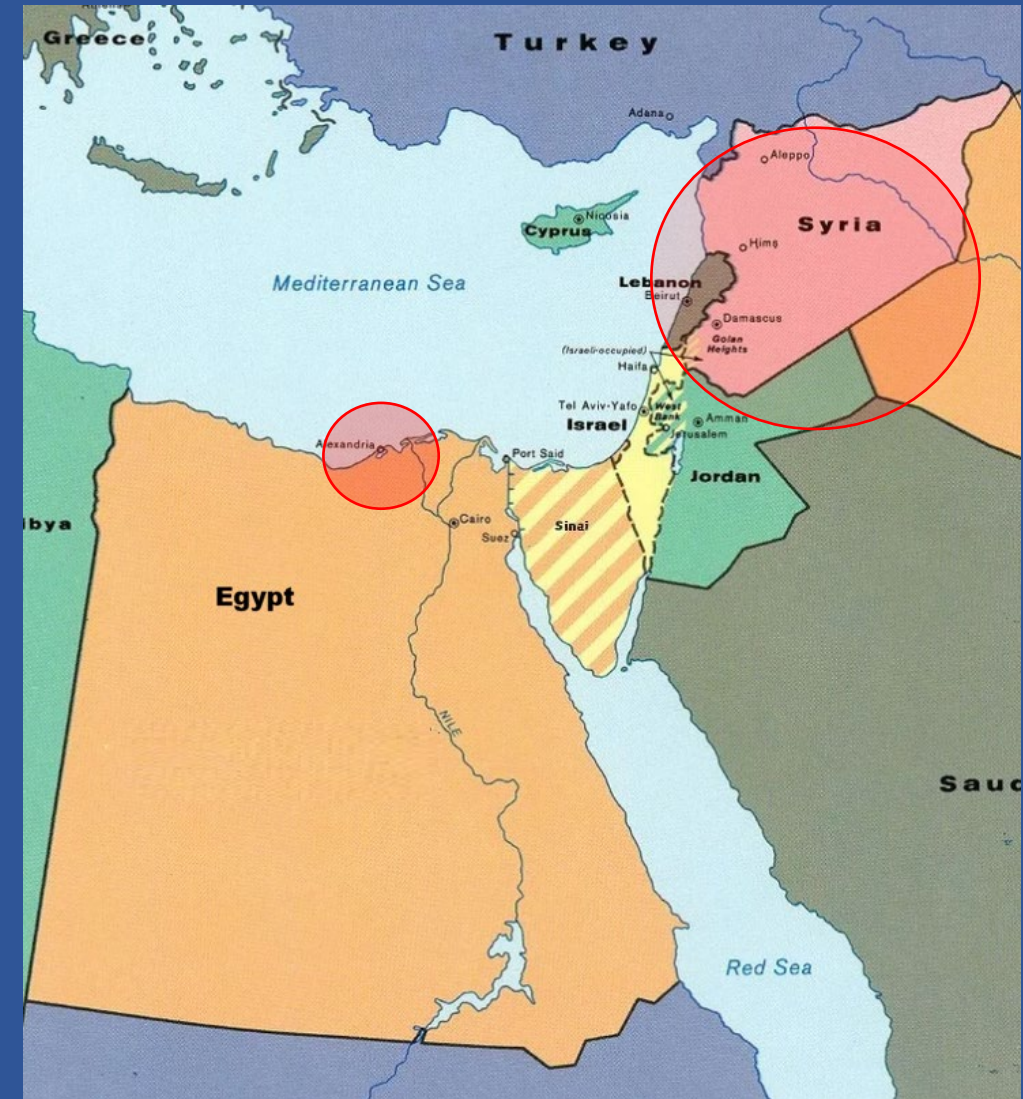 Greece
Turkey
Adana
Aleppo
Nicosia
Cyprus
Syria
Hims
Mediterranean Sea
Lebanon
Beirut
Damascus
Golan
Heights
(Israeli-occupied)
Haifa
Tel Aviv-Yafo
West
Bank
Amman
Israel
Jerusalem
Alexandria
Port Said
Jordan
ibya
Cairo
Sinai
Suez
Egypt
NILE
Saud
Red Sea